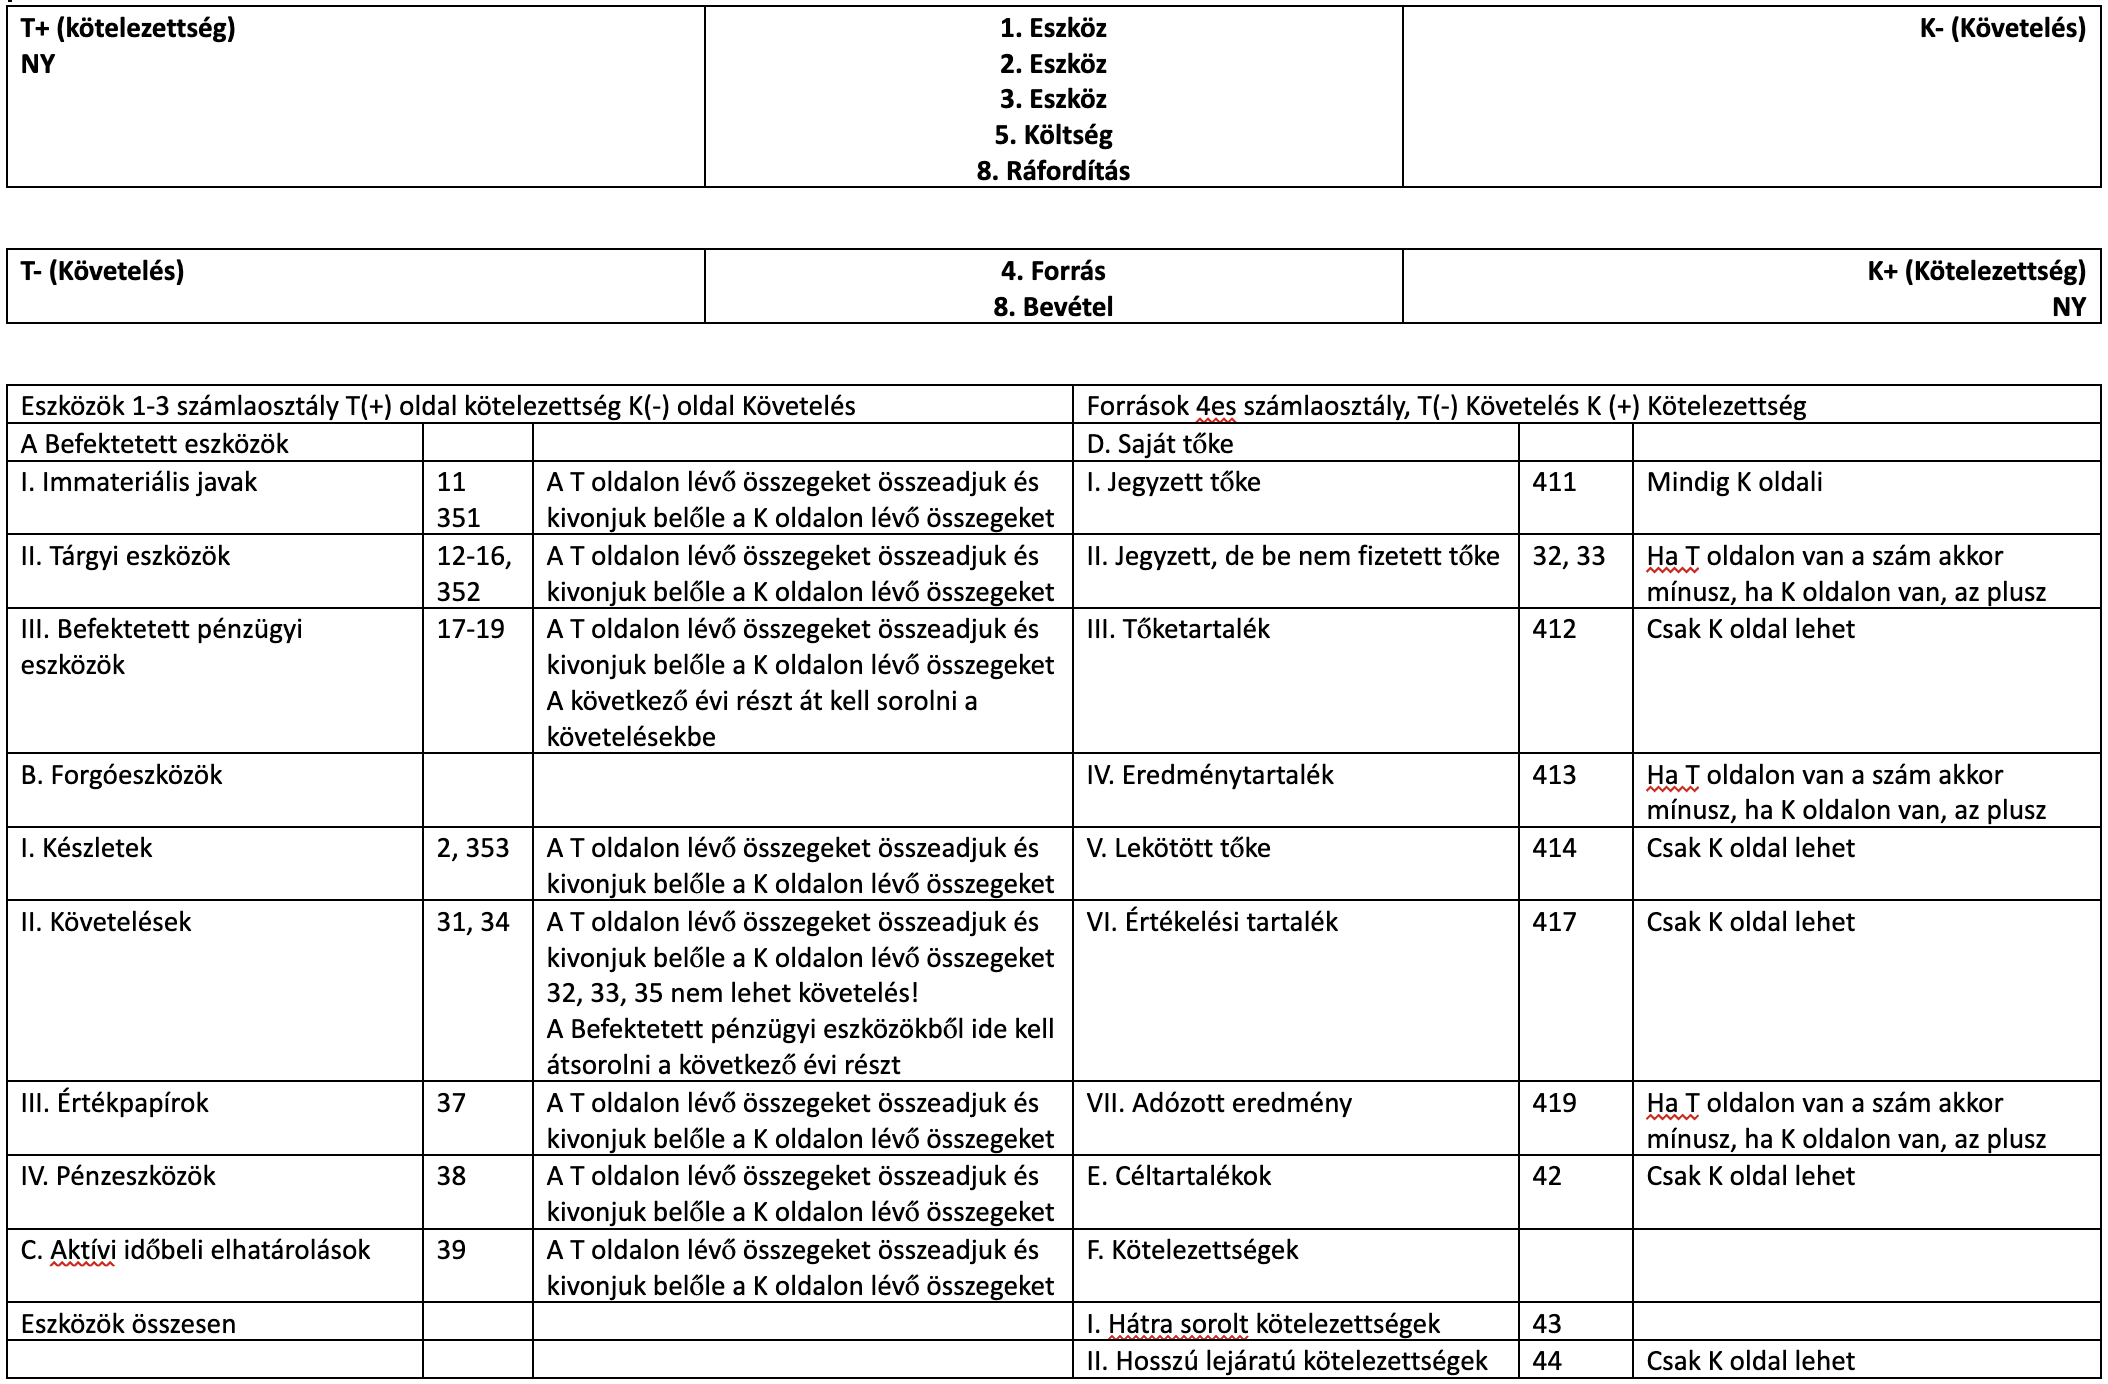 T+ (kötelezettség)
NY
1. Eszköz
2. Eszköz
3. Eszköz
5. Költség
8. Ráfordítás
K- (Követelés)
T- (Követelés)
4. Forrás
8. Bevétel
K+ (Kötelezettség)
NY
Eszközök 1-3 számlaosztály T(+) oldal kötelezettség K(-) oldal Követelés
Források 4es számlaosztály, T(-) Követelés K (+) Kötelezettség
A Befektetett eszközök
D. Saját tőke
I. Immateriális javak
11
351
A T oldalon lévő összegeket összeadjuk és
kivonjuk belőle a K oldalon lévő összegeket
I. Jegyzett tőke
411
Mindig K oldali
II. Tárgyi eszközök
12-16,
352
A T oldalon lévő összegeket összeadjuk és
kivonjuk belőle a K oldalon lévő összegeket
II. Jegyzett, de be nem fizetett tőke
32, 33
Ha T oldalon van a szám akkor
mínusz, ha K oldalon van, az plusz
III. Befektetett pénzügyi
eszközök
17-19
A T oldalon lévő összegeket összeadjuk és
kivonjuk belőle a K oldalon lévő összegeket
A következő évi részt át kell sorolni a
követelésekbe
III. Tőketartalék
412
Csak K oldal lehet
B. Forgóeszközök
IV. Eredménytartalék
413
Ha T oldalon van a szám akkor
mínusz, ha K oldalon van, az plusz
I. Készletek
2, 353
A T oldalon lévő összegeket összeadjuk és
kivonjuk belőle a K oldalon lévő összegeket
V. Lekötött tőke
414
Csak K oldal lehet
II. Követelések
31, 34
A T oldalon lévő összegeket összeadjuk és
kivonjuk belőle a K oldalon lévő összegeket
32, 33, 35 nem lehet követelés!
A Befektetett pénzügyi eszközökből ide kell
átsorolni a következő évi részt
VI. Értékelési tartalék
417
Csak K oldal lehet
III. Értékpapírok
37
A T oldalon lévő összegeket összeadjuk és
kivonjuk belőle a K oldalon lévő összegeket
VII. Adózott eredmény
419
Ha T oldalon van a szám akkor
mínusz, ha K oldalon van, az plusz
IV. Pénzeszközök
38
A T oldalon lévő összegeket összeadjuk és
kivonjuk belőle a K oldalon lévő összegeket
E. Céltartalékok
42
Csak K oldal lehet
C. Aktívi időbeli elhatárolások
39
A T oldalon lévő összegeket összeadjuk és
kivonjuk belőle a K oldalon lévő összegeket
F. Kötelezettségek
Eszközök összesen
I. Hátra sorolt kötelezettségek
43
II. Hosszú lejáratú kötelezettségek
44
Csak K oldal lehet